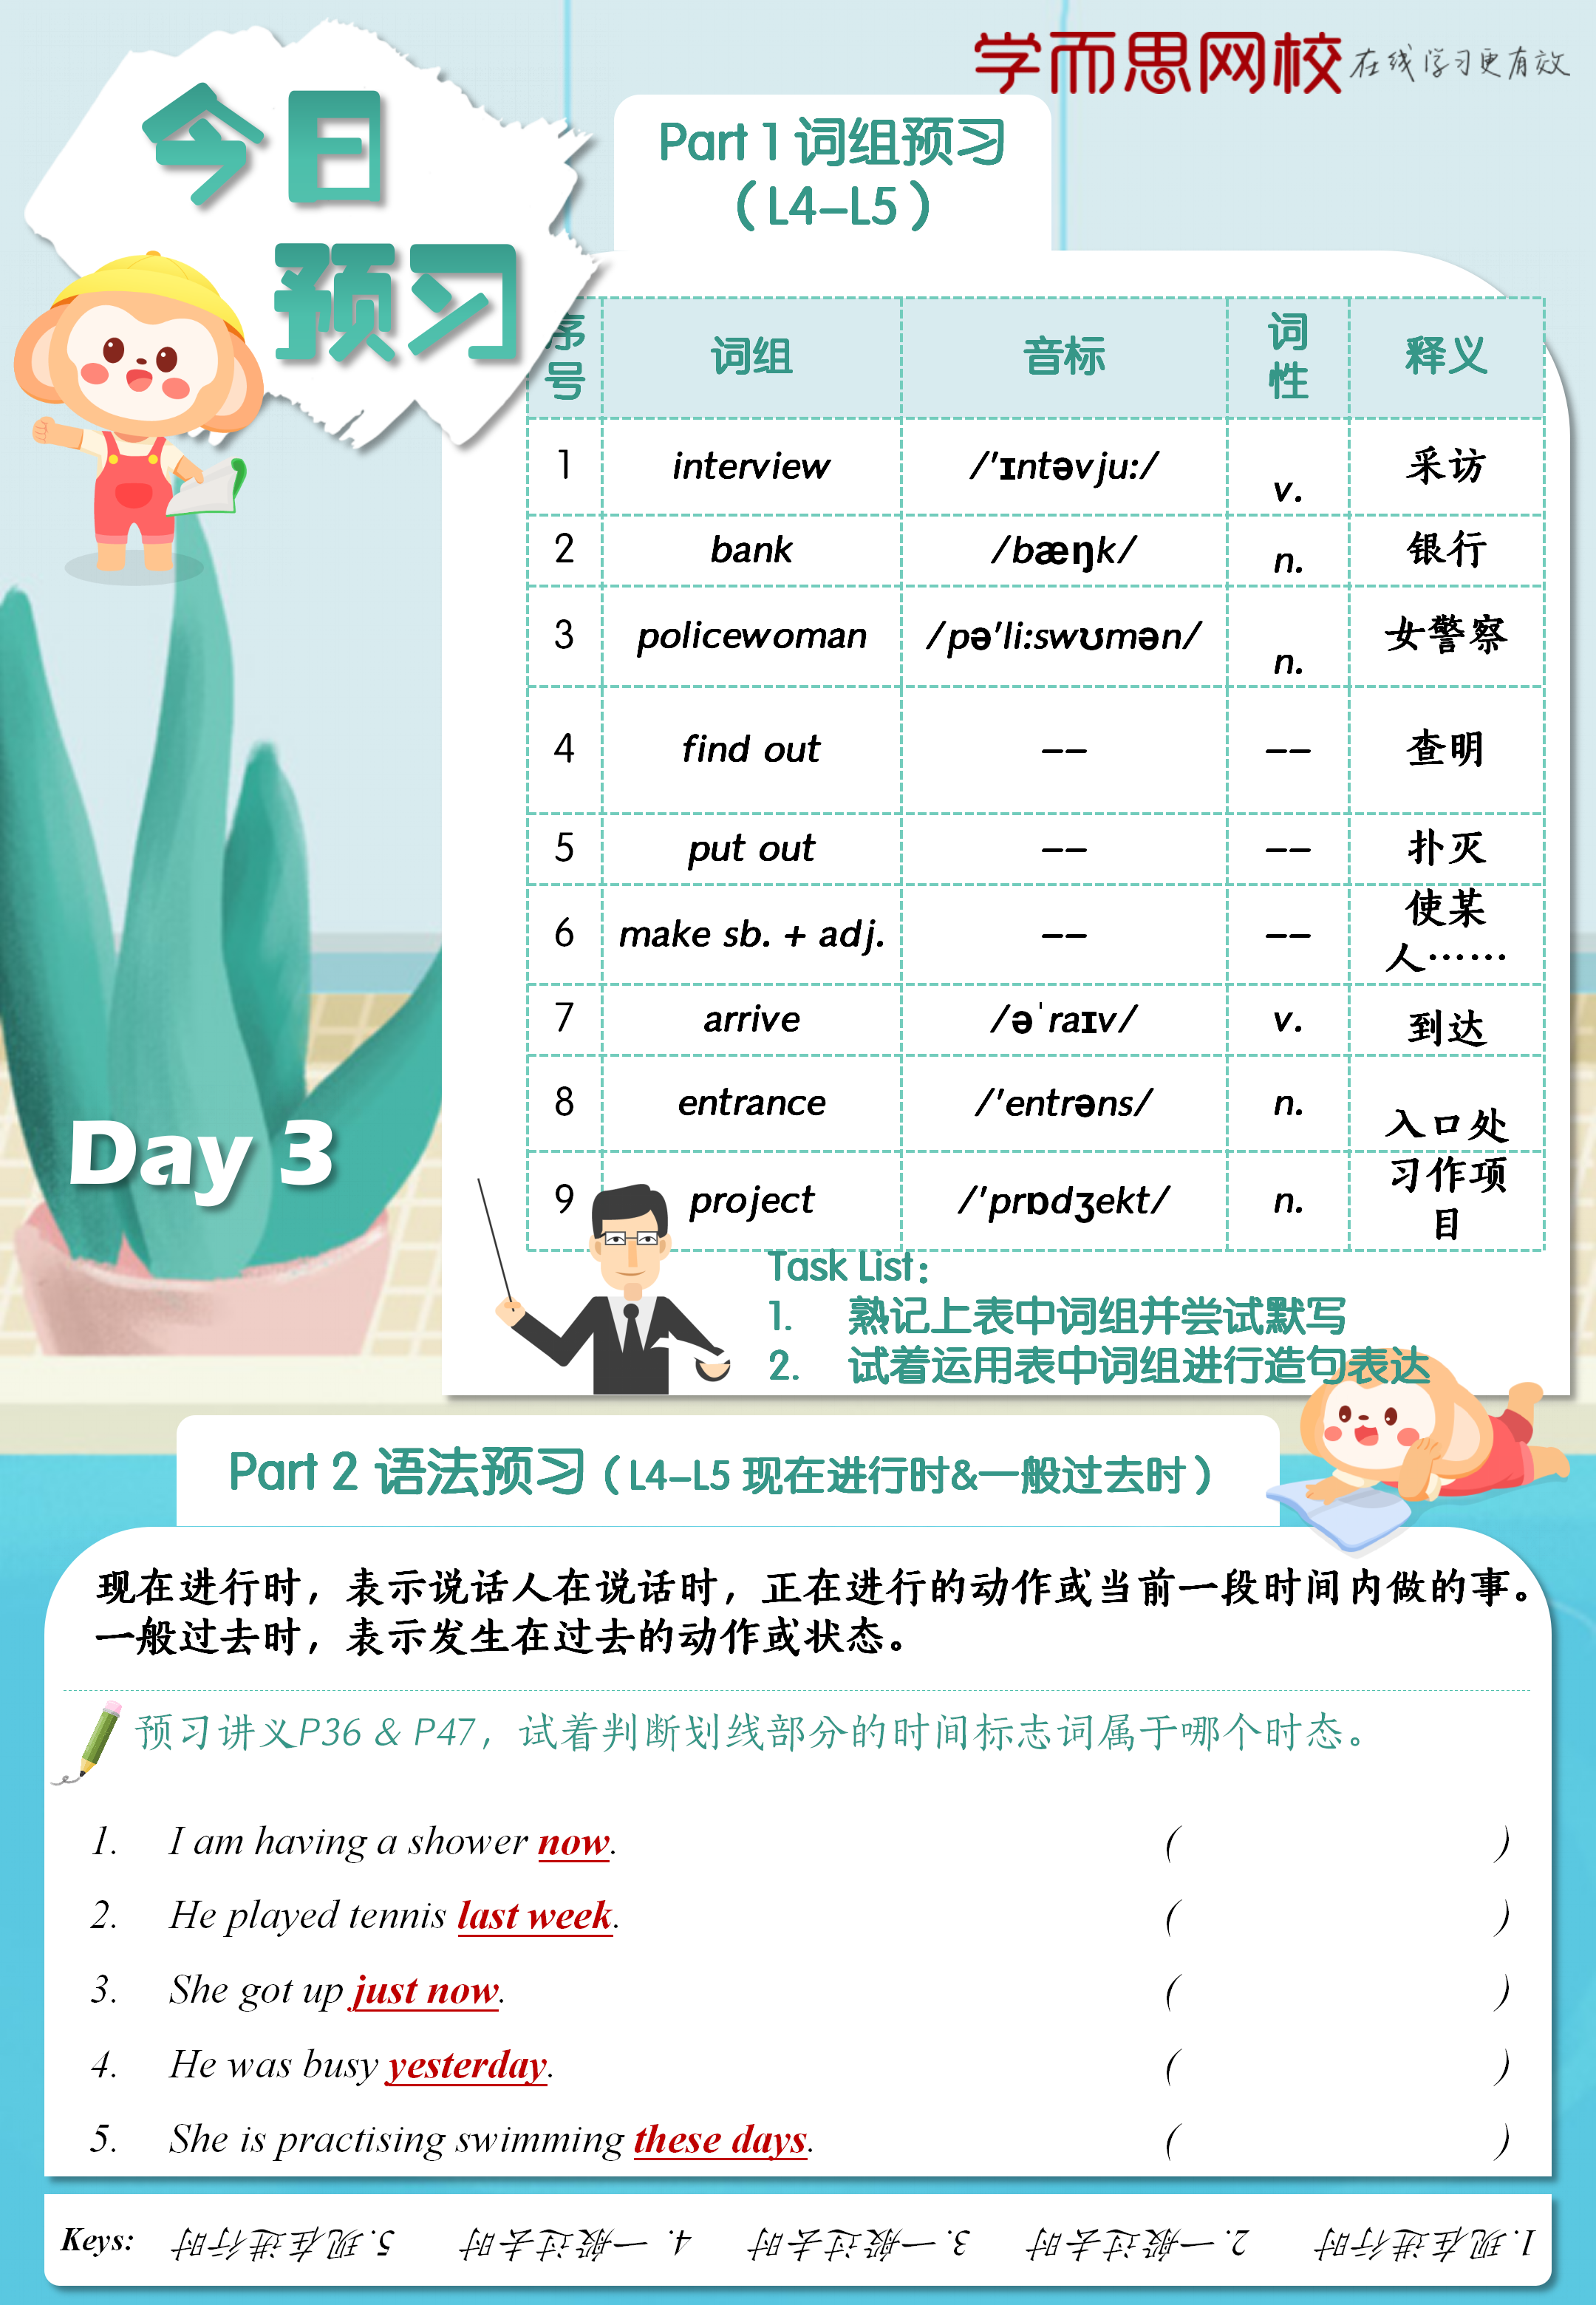 学而思网校 在线学习更有效
今日
预习
Part 1 词组预习
（L4-L5）
序号 词组 音标 词性 释义
1 interview /'ɪntəvju:/ v. 采访
2 bank /bæŋk/ n. 银行
3 policewoman /pə'li:swʊmən/ n. 女警察
4 find out —— —— 查明
5 put out —— —— 扑灭
6 make sb. + adj. —— —— 使某人……
7 arrive /əˈraɪv/ v. 到达
8 entrance /'entrəns/ n. 入口处
9 project /'prɒdʒekt/ n. 习作项目
Day 3
Task List:
1. 熟记上表中词组并尝试默写
2. 试着运用表中词组进行造句表达
Part 2 语法预习（L4-L5 现在进行时&一般过去时）
现在进行时，表示说话人在说话时，正在进行的动作或当前一段时间内做的事。
一般过去时，表示发生在过去的动作或状态。
预习讲义P36 & P47，试着判断划线部分的时间标志词属于哪个时态。
1. I am having a shower now. ( )
2. He played tennis last week. ( )
3. She got up just now. ( )
4. He was busy yesterday. ( )
5. She is practising swimming these days. ( )
Keys: 1.现在进行时 2.一般过去时 3.一般过去时 4.一般过去时 5.现在进行时